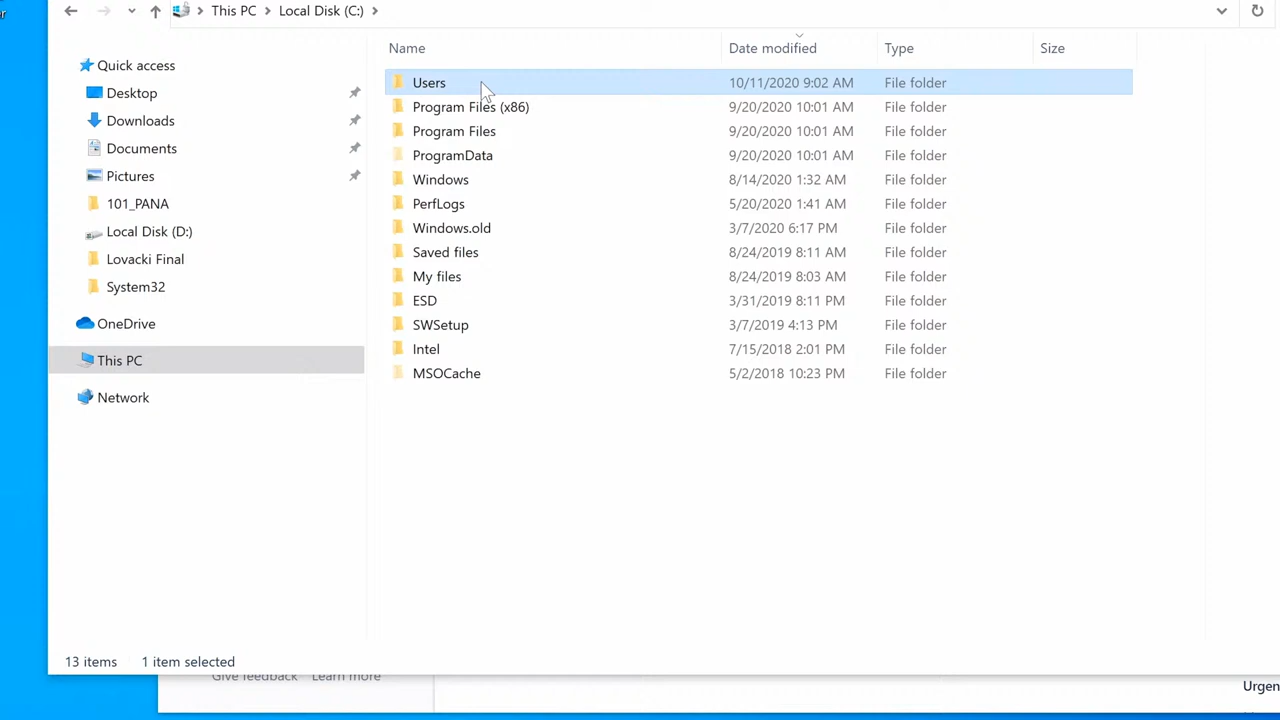 This PC > Local Disk (C:) >
Name Date modified Type Size
Quick access
Desktop
Downloads
Documents
Pictures
101_PANA
Local Disk (D:)
Lovacki Final
System32
OneDrive
This PC
Network
Users 10/11/2020 9:02 AM File folder
Program Files (x86) 9/20/2020 10:01 AM File folder
Program Files 9/20/2020 10:01 AM File folder
ProgramData 9/20/2020 10:01 AM File folder
Windows 8/14/2020 1:32 AM File folder
PerfLogs 5/20/2020 1:41 AM File folder
Windows.old 3/7/2020 6:17 PM File folder
Saved files 8/24/2019 8:11 AM File folder
My files 8/24/2019 8:03 AM File folder
ESD 3/31/2019 8:11 PM File folder
SWSetup 3/7/2019 4:13 PM File folder
Intel 7/15/2018 2:01 PM File folder
MSOCache 5/2/2018 10:23 PM File folder
13 items 1 item selected
Give feedback Learn more
Urgen